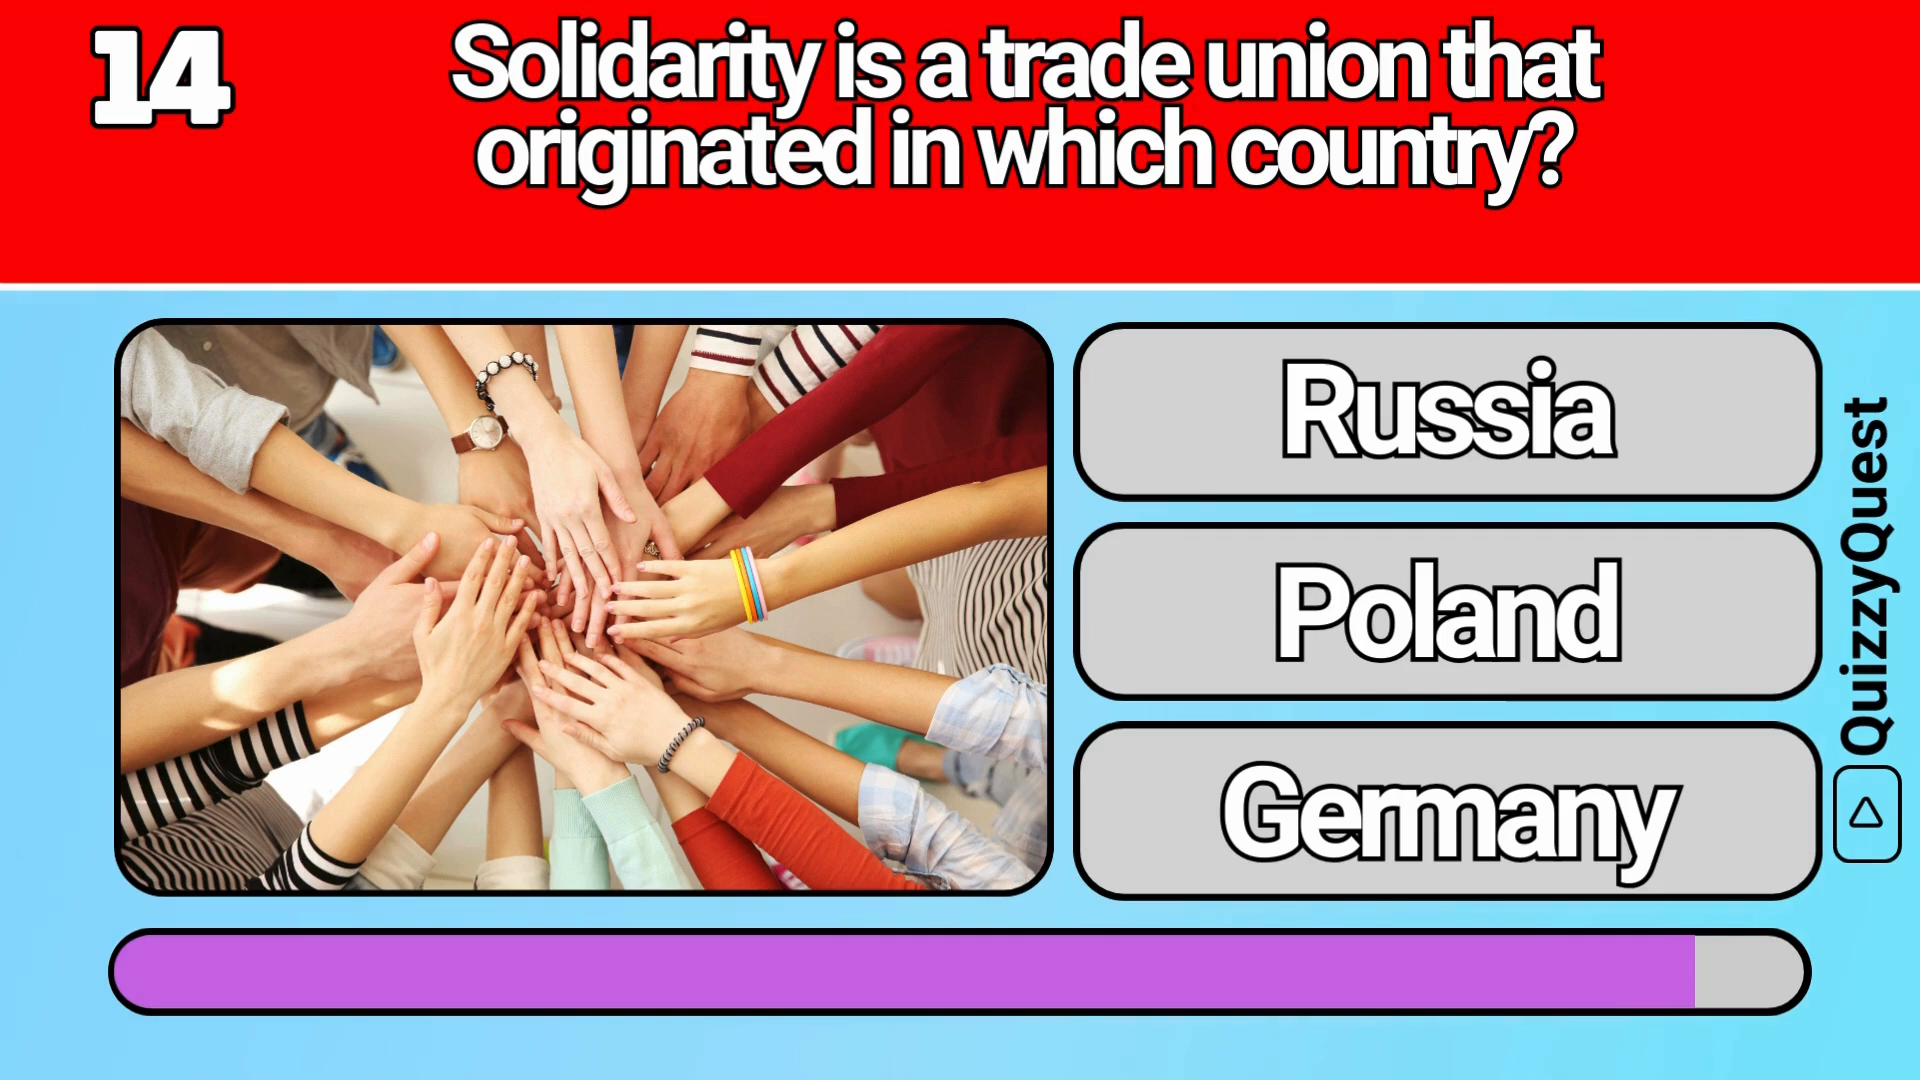 14
Solidarity is a trade union that
originated in which country?
Russia
Poland
Germany
QuizzyQuest